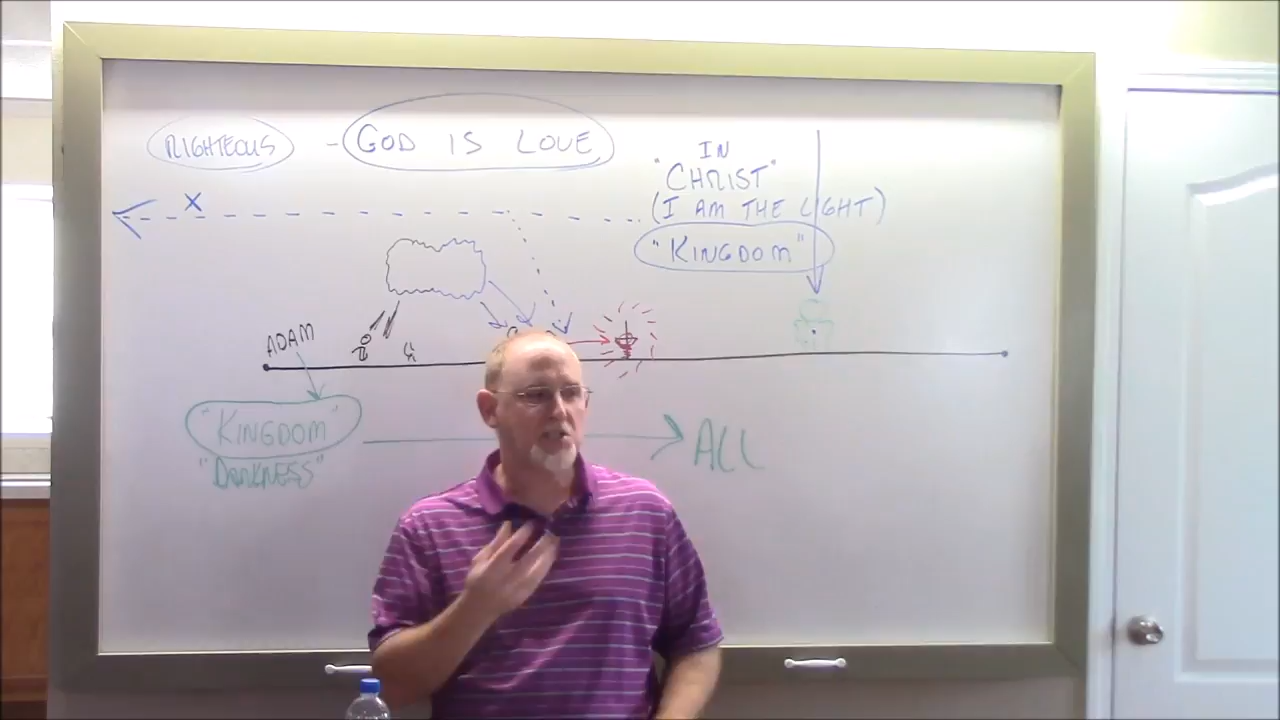 RIGHTEOUS - GOD IS LOVE
IN
"CHRIST"
(I AM THE LIGHT)
"KINGDOM"
X
ADAM
"KINGDOM"
"DARKNESS"
ALL